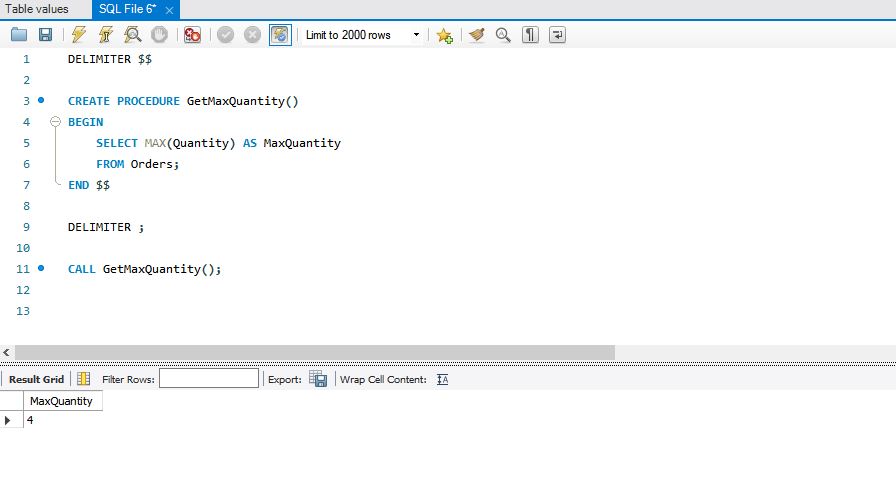 Table values
SQL File 6*
Limit to 2000 rows
1 DELIMITER $$
2
3 CREATE PROCEDURE GetMaxQuantity()
4 BEGIN
5 SELECT MAX(Quantity) AS MaxQuantity
6 FROM Orders;
7 END $$
8
9 DELIMITER ;
10
11 CALL GetMaxQuantity();
12
13
Result Grid Filter Rows: Export: Wrap Cell Content:
MaxQuantity
4